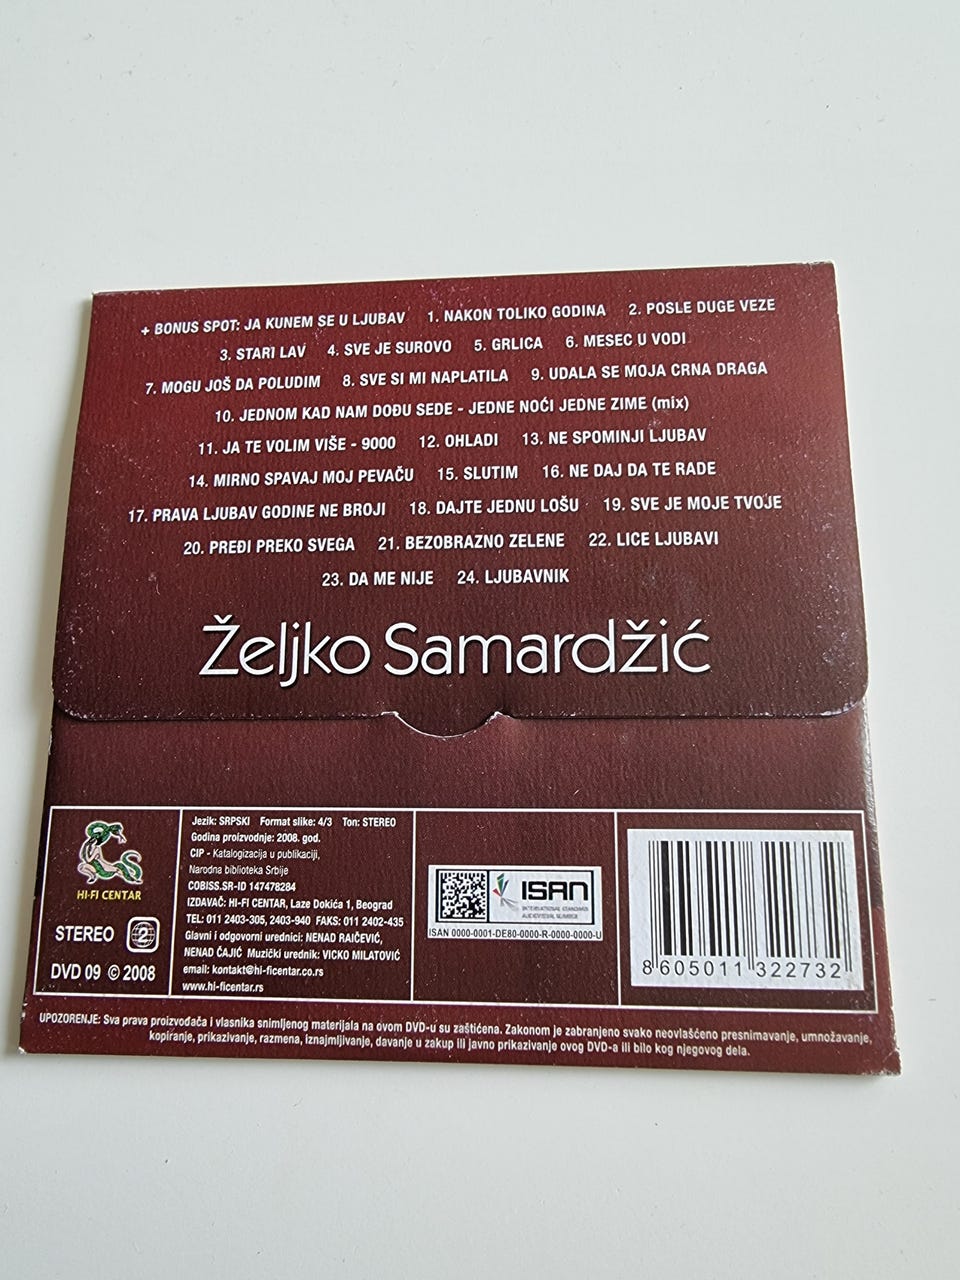 + BONUS SPOT: JA KUNEM SE U LJUBAV 1. NAKON TOLIKO GODINA 2. POSLE DUGE VEZE
3. STARI LAV 4. SVE JE SUROVO 5. GRLICA 6. MESEC U VODI
7. MOGU JOŠ DA POLUDIM 8. SVE SI MI NAPLATILA 9. UDALA SE MOJA CRNA DRAGA
10. JEDNOM KAD NAM DOĐU SEDE - JEDNE NOĆI JEDNE ZIME (mix)
11. JA TE VOLIM VIŠE - 9000 12. OHLADI 13. NE SPOMINJI LJUBAV
14. MIRNO SPAVAJ MOJ PEVAČU 15. SLUTIM 16. NE DAJ DA TE RADE
17. PRAVA LJUBAV GODINE NE BROJI 18. DAJTE JEDNU LOŠU 19. SVE JE MOJE TVOJE
20. PREĐI PREKO SVEGA 21. BEZOBRAZNO ZELENE 22. LICE LJUBAVI
23. DA ME NIJE 24. LJUBAVNIK
Željko Samardžić
HI-FI CENTAR
STEREO 2
DVD 09 © 2008
Jezik: SRPSKI Format slike: 4/3 Ton: STEREO
Godina proizvodnje: 2008. god.
CIP - Katalogizacija u publikaciji,
Narodna biblioteka Srbije
COBISS.SR-ID 147478284
IZDAVAČ: HI-FI CENTAR, Laze Dokića 1, Beograd
TEL: 011 2403-305, 2403-940 FAKS: 011 2402-435
Glavni i odgovorni urednici: NENAD RAIČEVIĆ,
NENAD ČAJIĆ Muzički urednik: VICKO MILATOVIĆ
email: kontakt@hi-ficentar.co.rs
www.hi-ficentar.rs
ISAN
INTERNATIONAL STANDARD
AUDIOVISUAL NUMBER
ISAN 0000-0001-DE80-0000-R-0000-0000-U
8 605011 322732
UPOZORENJE: Sva prava proizvođača i vlasnika snimljenog materijala na ovom DVD-u su zaštićena. Zakonom je zabranjeno svako neovlašćeno presnimavanje, umnožavanje,
kopiranje, prikazivanje, razmena, iznajmljivanje, davanje u zakup ili javno prikazivanje ovog DVD-a ili bilo kog njegovog dela.